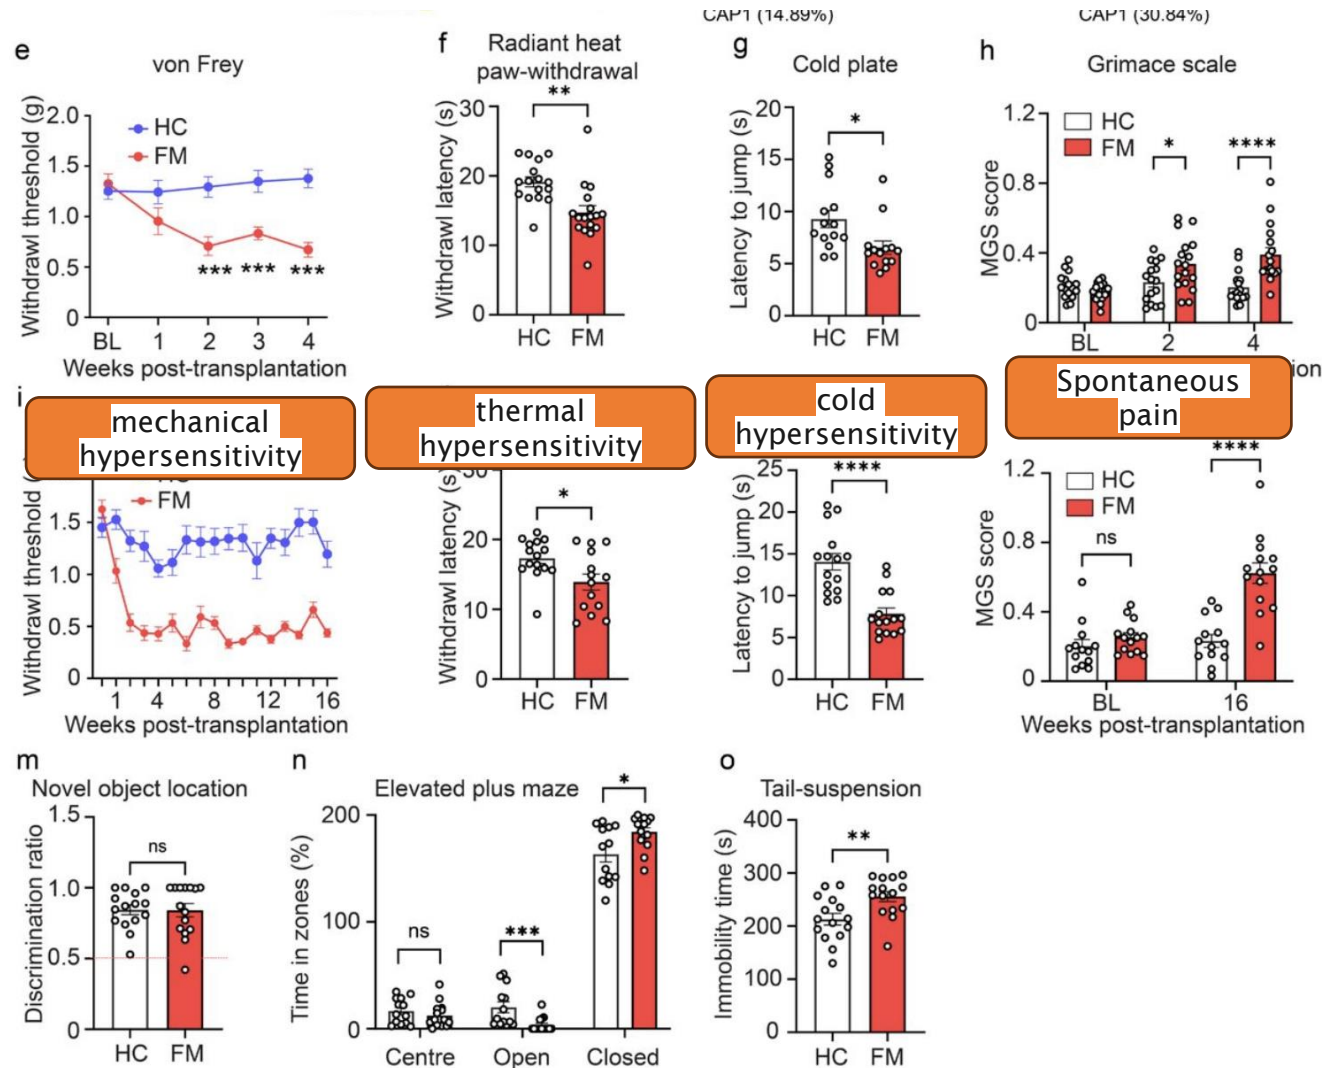 CAP1 (14.89%)
CAP1 (30.84%)
e
von Frey
Withdrawl threshold (g)
2.0
1.5
1.0
0.5
0
HC
FM
*** *** ***
BL 1 2 3 4
Weeks post-transplantation
f
Radiant heat
paw-withdrawal
Withdrawl latency (s)
30
20
10
0
**
HC FM
g
Cold plate
Latency to jump (s)
20
15
10
5
0
*
HC FM
h
Grimace scale
MGS score
1.2
0.8
0.4
0
HC
FM
* ****
BL 2 4
ion
mechanical
hypersensitivity
thermal
hypersensitivity
cold
hypersensitivity
Spontaneous
pain
i
Withdrawl threshold
1.5
1.0
0.5
0
FM
1 4 8 12 16
Weeks post-transplantation
Withdrawl latency (s)
30
20
10
0
*
HC FM
Latency to jump (s)
25
20
15
10
5
0
****
HC FM
MGS score
1.2
0.8
0.4
0
HC
FM
ns
****
BL 16
Weeks post-transplantation
m
Novel object location
Discrimination ratio
1.5
1.0
0.5
0
ns
HC FM
n
Elevated plus maze
Time in zones (%)
200
100
0
ns
***
*
Centre Open Closed
o
Tail-suspension
Immobility time (s)
400
300
200
100
0
**
HC FM